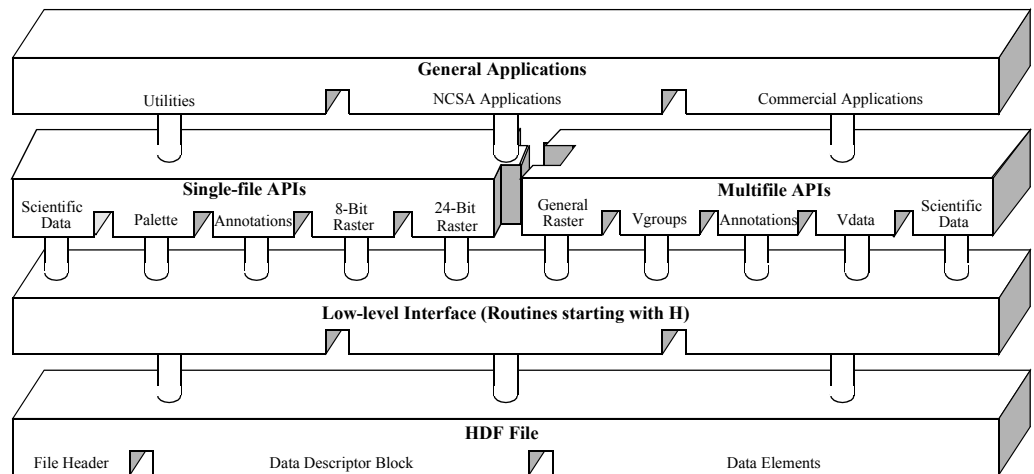 General Applications
Utilities
NCSA Applications
Commercial Applications
Single-file APIs
Scientific
Data
Palette
Annotations
8-Bit
Raster
24-Bit
Raster
Multifile APIs
General
Raster
Vgroups
Annotations
Vdata
Scientific
Data
Low-level Interface (Routines starting with H)
HDF File
File Header
Data Descriptor Block
Data Elements